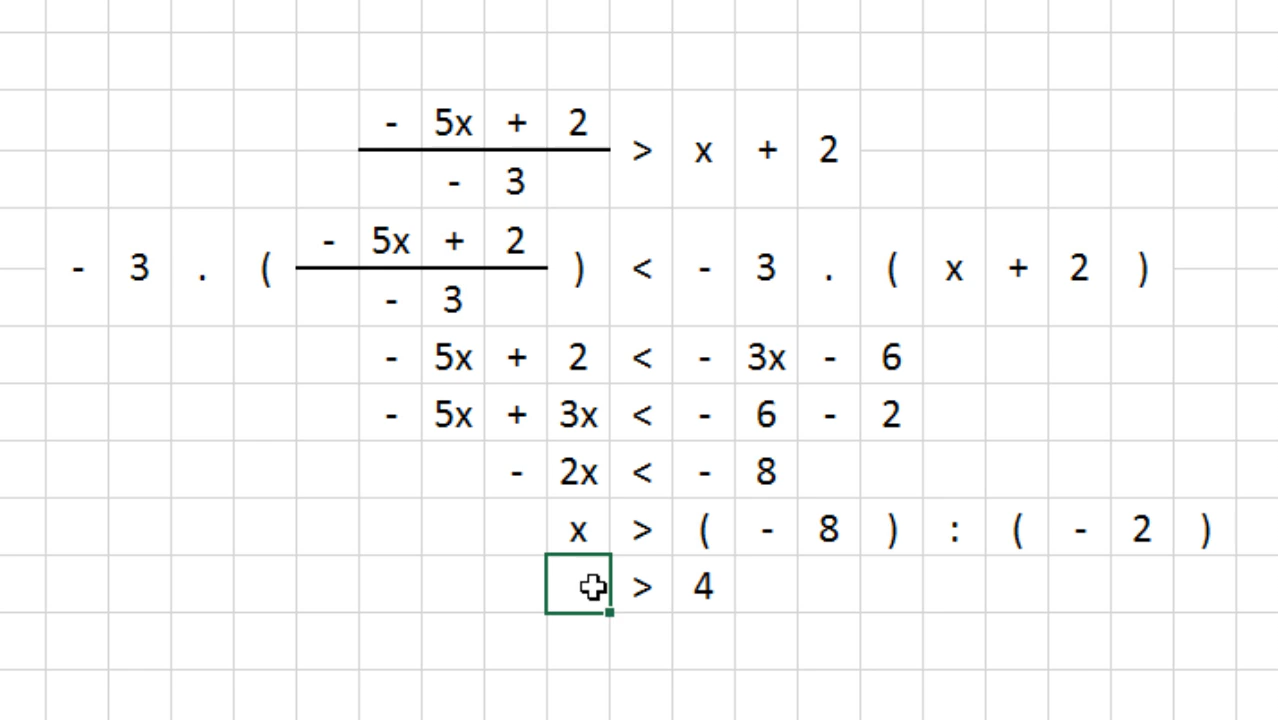 - 5x + 2
> x + 2
- 3
- 3 . ( - 5x + 2 ) < - 3 . ( x + 2 )
- 3
- 5x + 2 < - 3x - 6
- 5x + 3x < - 6 - 2
- 2x < - 8
x > ( - 8 ) : ( - 2 )
> 4